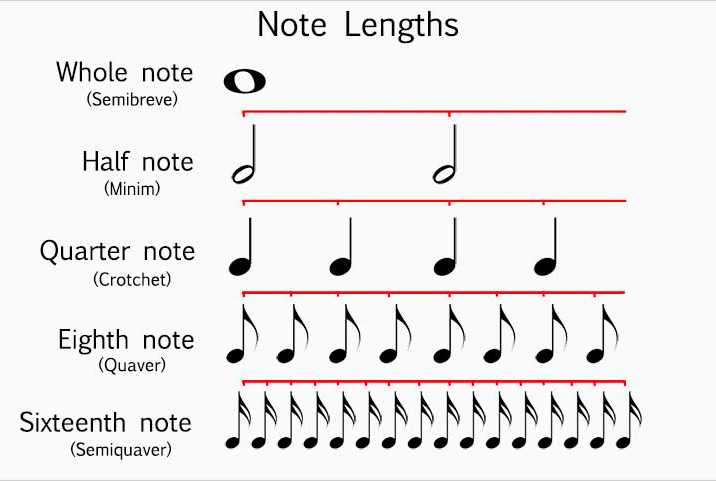 Note Lengths
Whole note
(Semibreve)
Half note
(Minim)
Quarter note
(Crotchet)
Eighth note
(Quaver)
Sixteenth note
(Semiquaver)